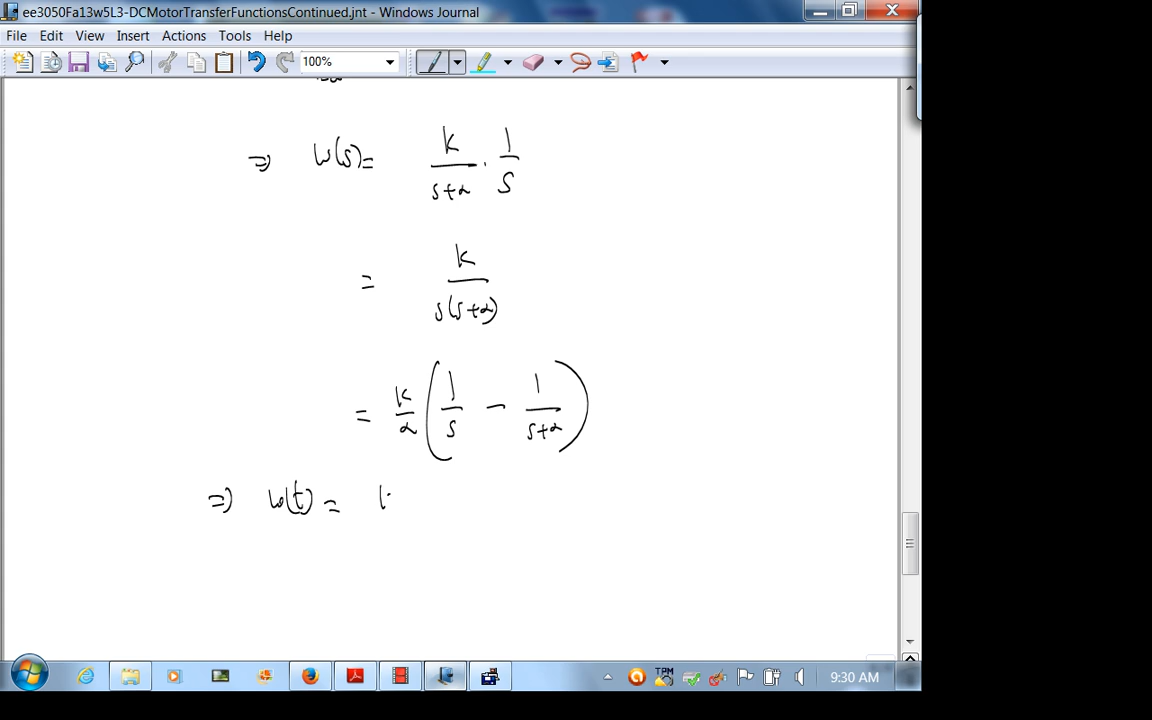 ee3050Fa13w5L3-DCMotorTransferFunctionsContinued.jnt - Windows Journal
File Edit View Insert Actions Tools Help
100%
=> ω(s) = k/(s+α) · 1/s
= k/(s(s+α))
= k/α (1/s − 1/(s+α))
=> ω(t) =
TPM
9:30 AM